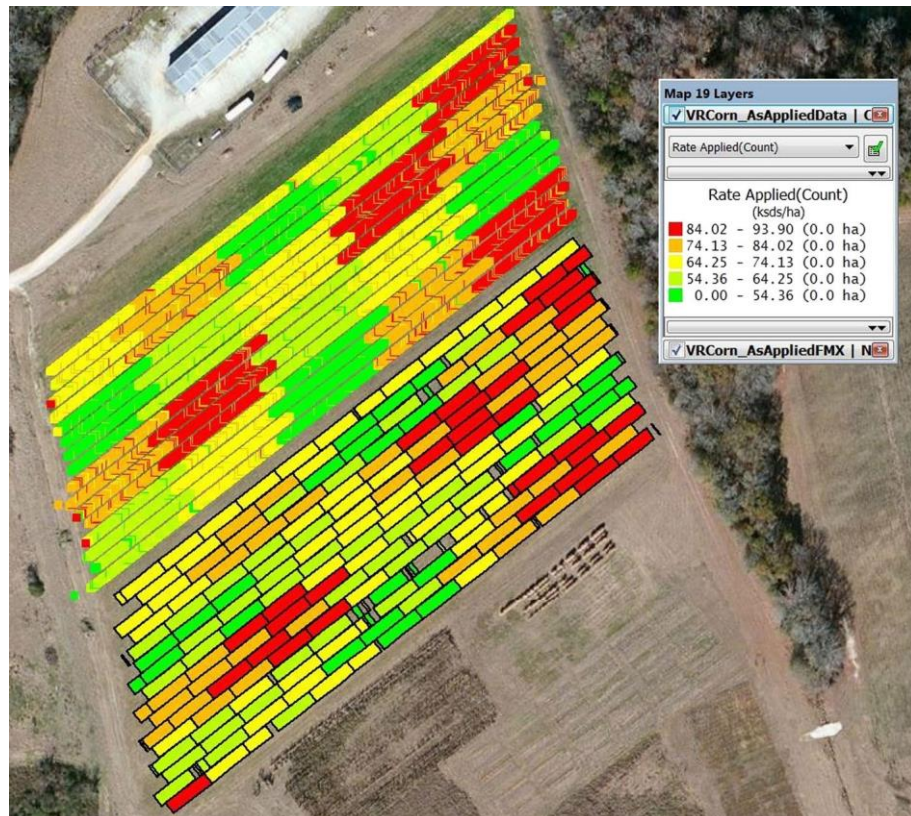 Map 19 Layers
VRCorn_AsAppliedData | C
Rate Applied(Count)
Rate Applied(Count)
(ksds/ha)
84.02 - 93.90 (0.0 ha)
74.13 - 84.02 (0.0 ha)
64.25 - 74.13 (0.0 ha)
54.36 - 64.25 (0.0 ha)
0.00 - 54.36 (0.0 ha)
VRCorn_AsAppliedFMX | N